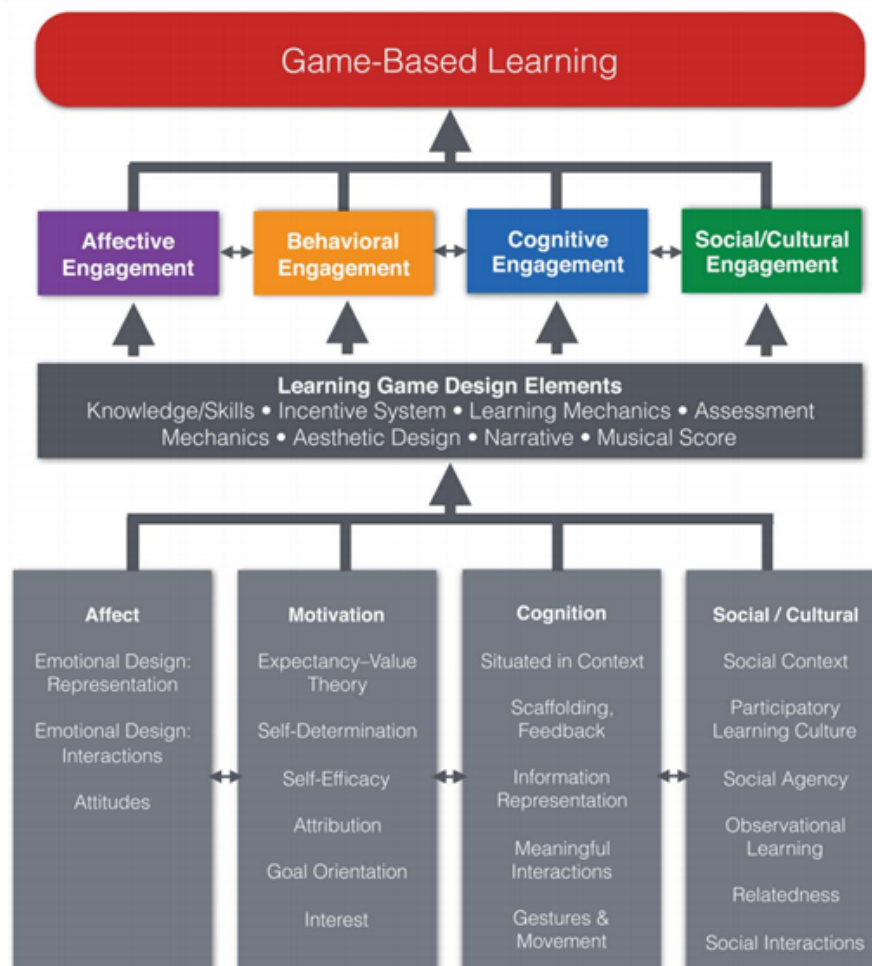 Game-Based Learning
Affective
Engagement
Behavioral
Engagement
Cognitive
Engagement
Social/Cultural
Engagement
Learning Game Design Elements
Knowledge/Skills • Incentive System • Learning Mechanics • Assessment
Mechanics • Aesthetic Design • Narrative • Musical Score
Affect
Emotional Design:
Representation
Emotional Design:
Interactions
Attitudes
Motivation
Expectancy–Value
Theory
Self-Determination
Self-Efficacy
Attribution
Goal Orientation
Interest
Cognition
Situated in Context
Scaffolding,
Feedback
Information
Representation
Meaningful
Interactions
Gestures &
Movement
Social / Cultural
Social Context
Participatory
Learning Culture
Social Agency
Observational
Learning
Relatedness
Social Interactions